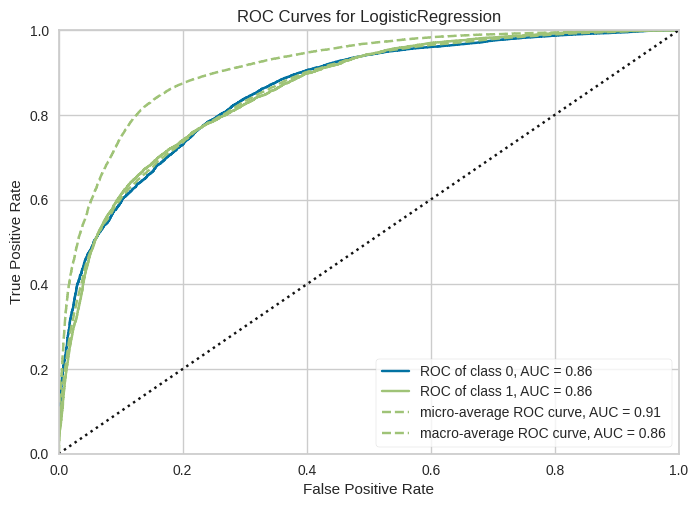 ROC Curves for LogisticRegression
1.0
0.8
0.6
0.4
0.2
0.0
True Positive Rate
ROC of class 0, AUC = 0.86
ROC of class 1, AUC = 0.86
micro-average ROC curve, AUC = 0.91
macro-average ROC curve, AUC = 0.86
0.0 0.2 0.4 0.6 0.8 1.0
False Positive Rate